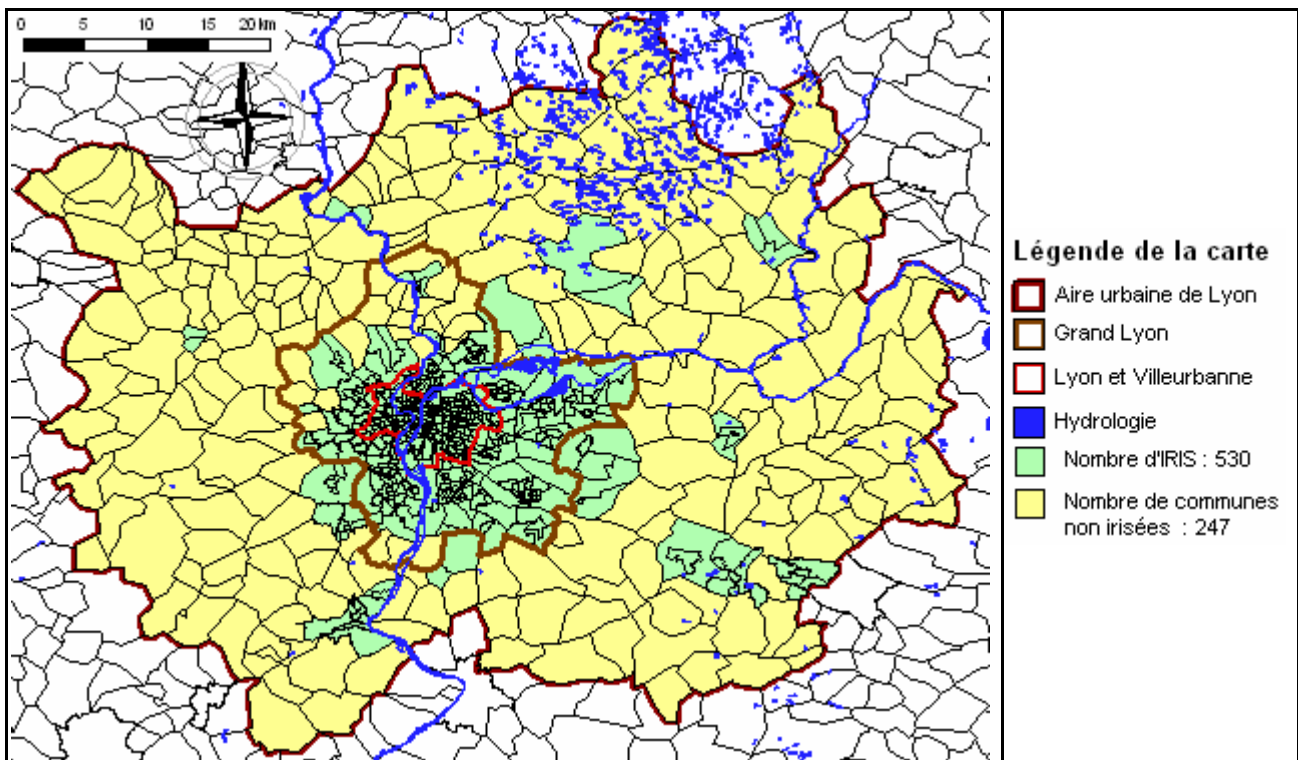 0 5 10 15 20 km
Légende de la carte
Aire urbaine de Lyon
Grand Lyon
Lyon et Villeurbanne
Hydrologie
Nombre d'IRIS : 530
Nombre de communes
non irisées : 247